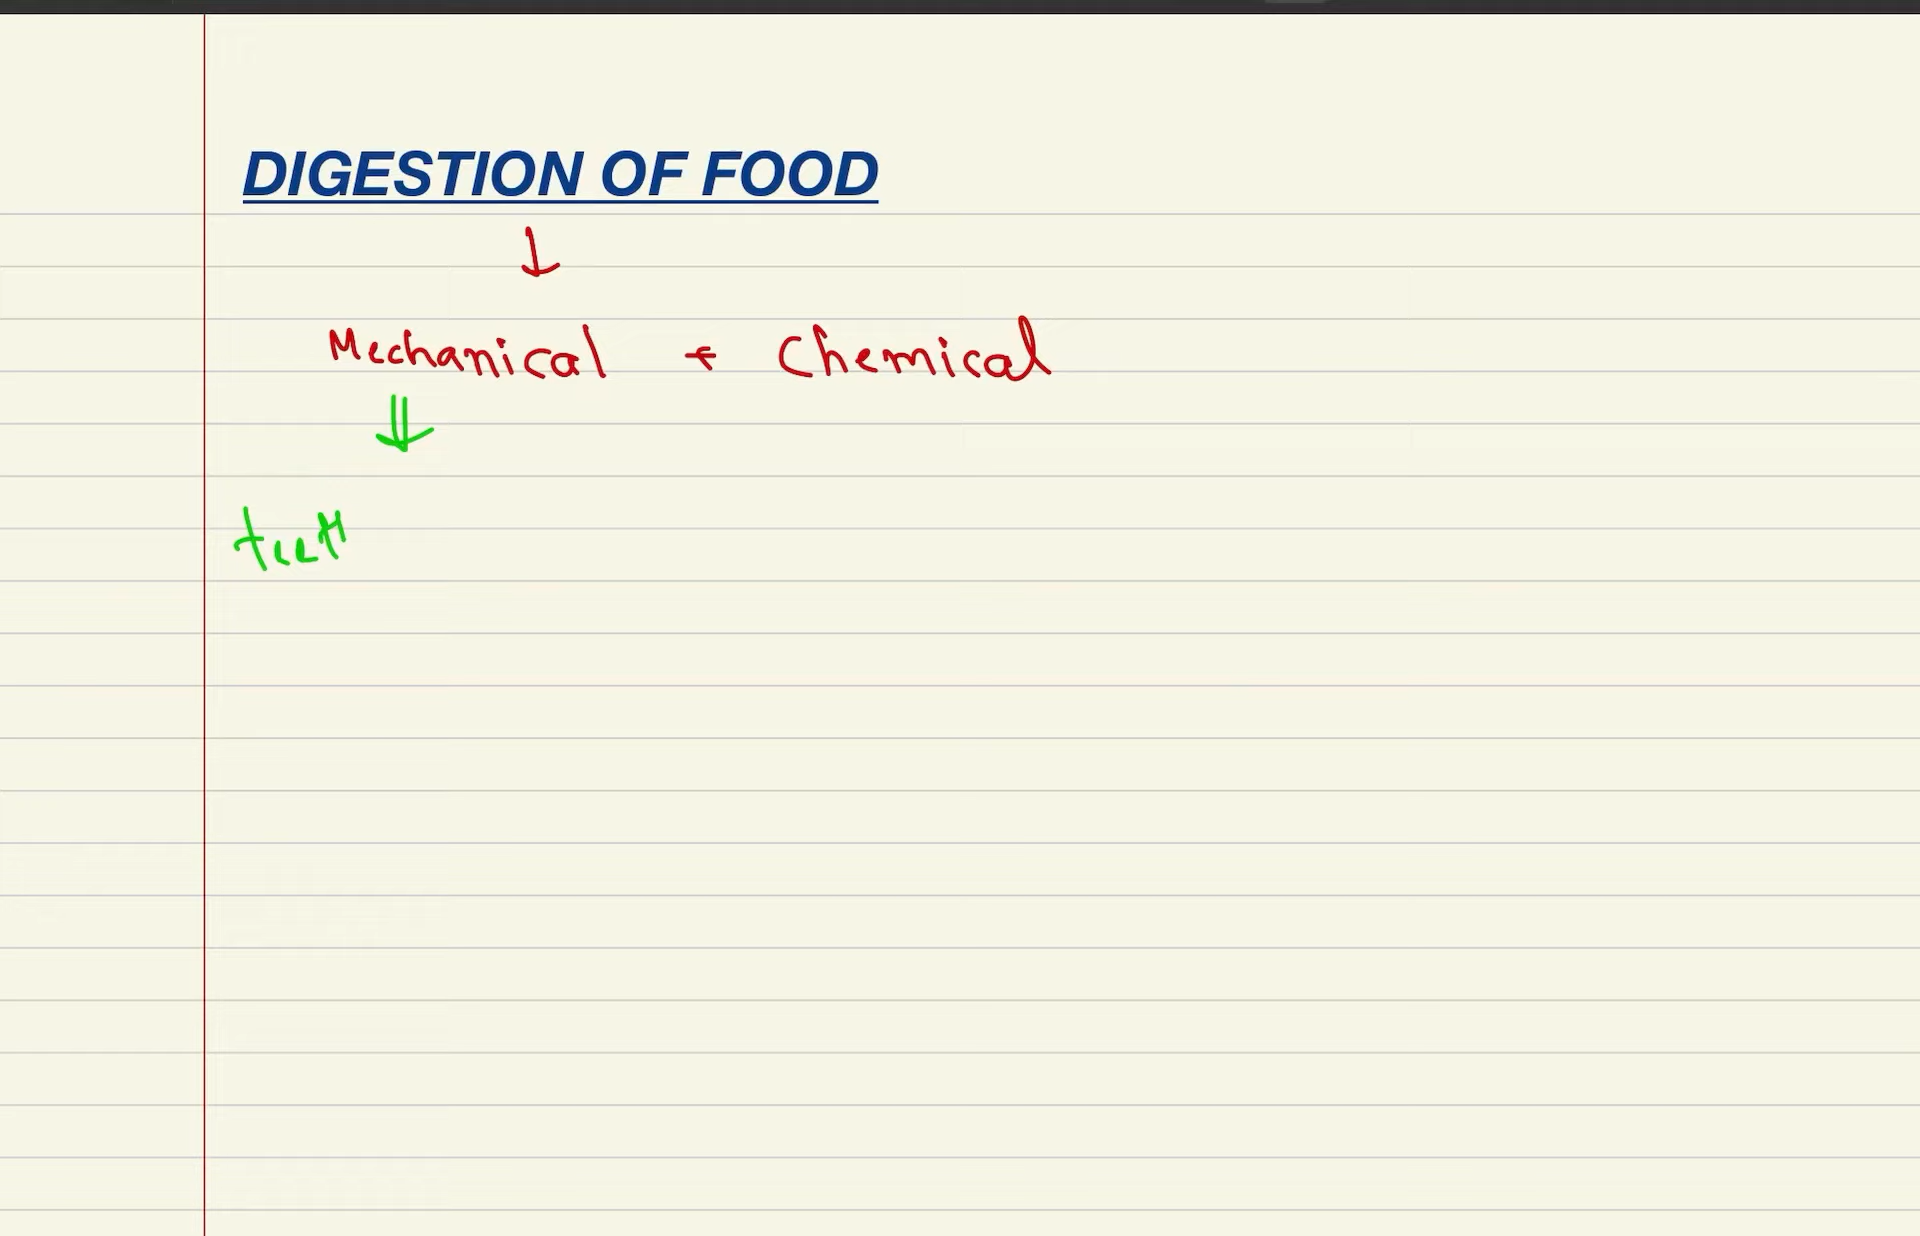 DIGESTION OF FOOD
↓
Mechanical + Chemical
⇓
teeth